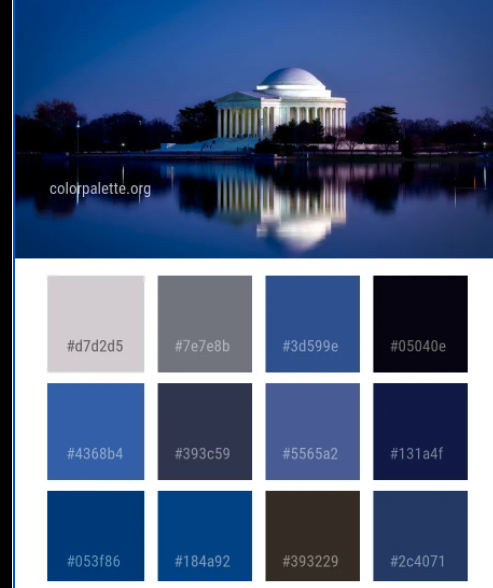 colorpalette.org
#d7d2d5 #7e7e8b #3d599e #05040e
#4368b4 #393c59 #5565a2 #131a4f
#053f86 #184a92 #393229 #2c4071